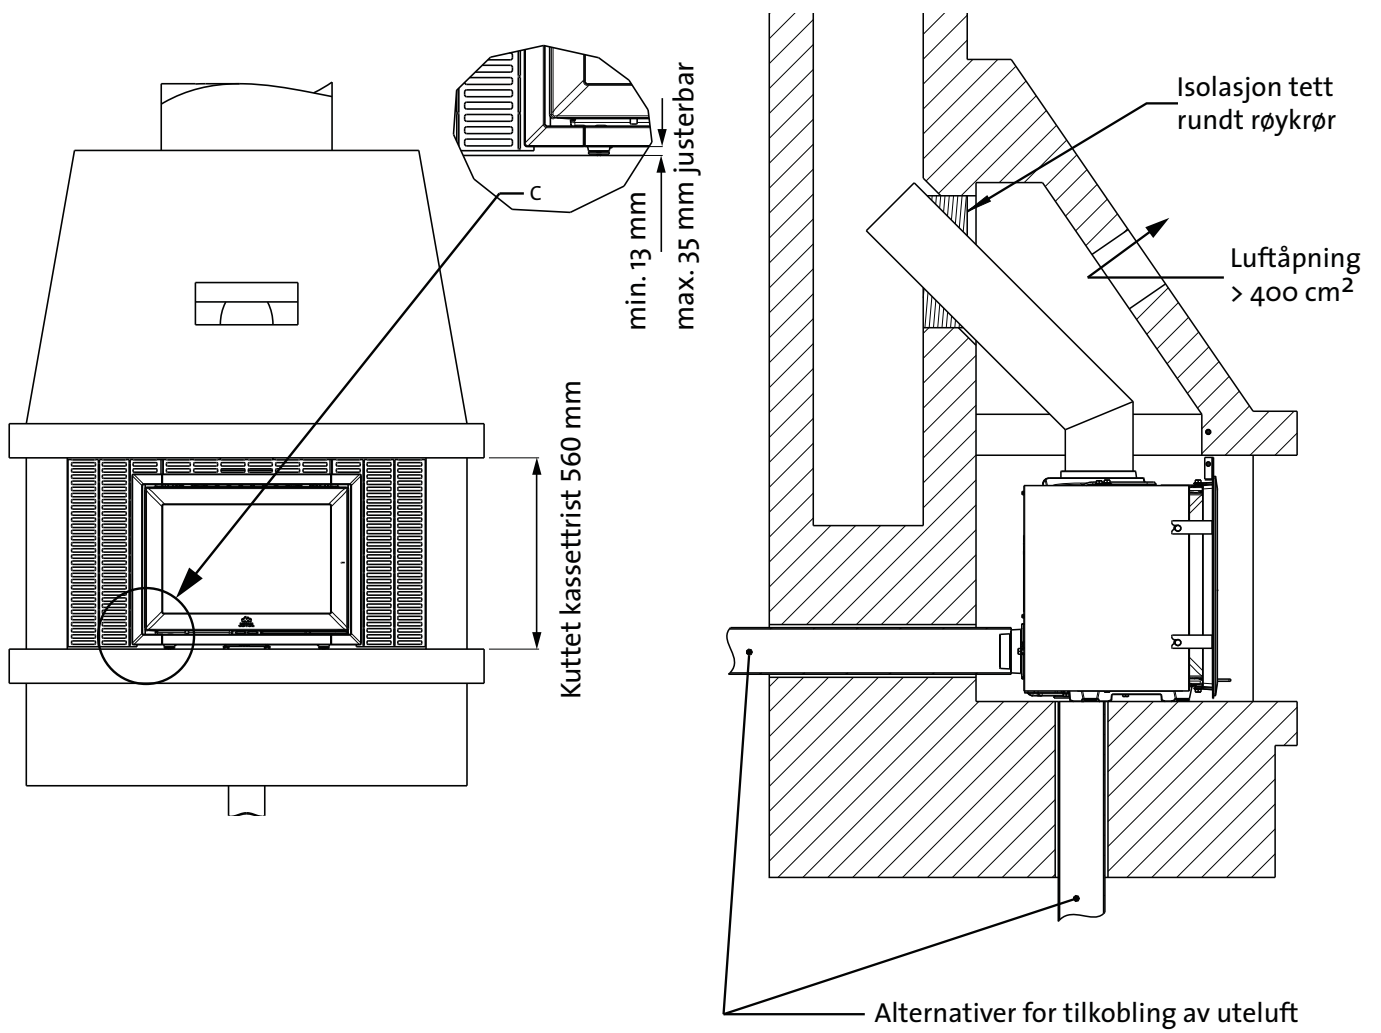 C
min. 13 mm
max. 35 mm justerbar
Kuttet kassettrist 560 mm
Isolasjon tett
rundt røykrør
Luftåpning
> 400 cm²
Alternativer for tilkobling av uteluft